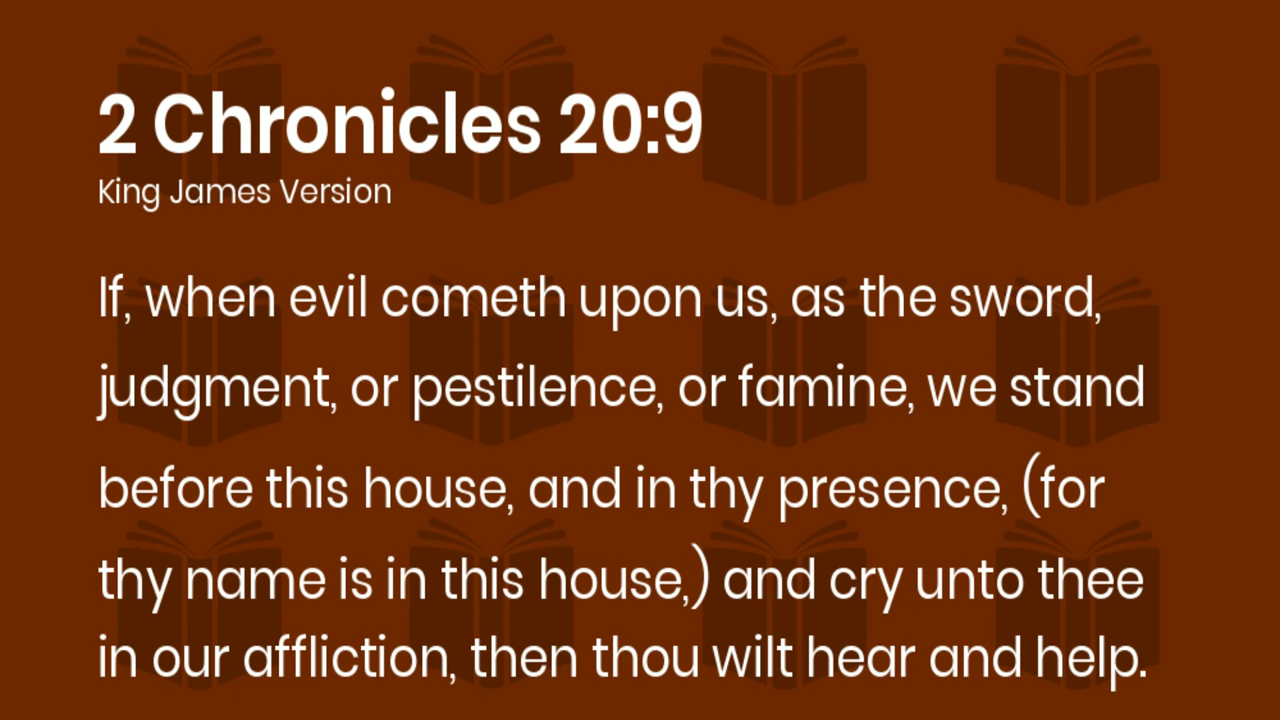 2 Chronicles 20:9
King James Version
If, when evil cometh upon us, as the sword,
judgment, or pestilence, or famine, we stand
before this house, and in thy presence, (for
thy name is in this house,) and cry unto thee
in our affliction, then thou wilt hear and help.